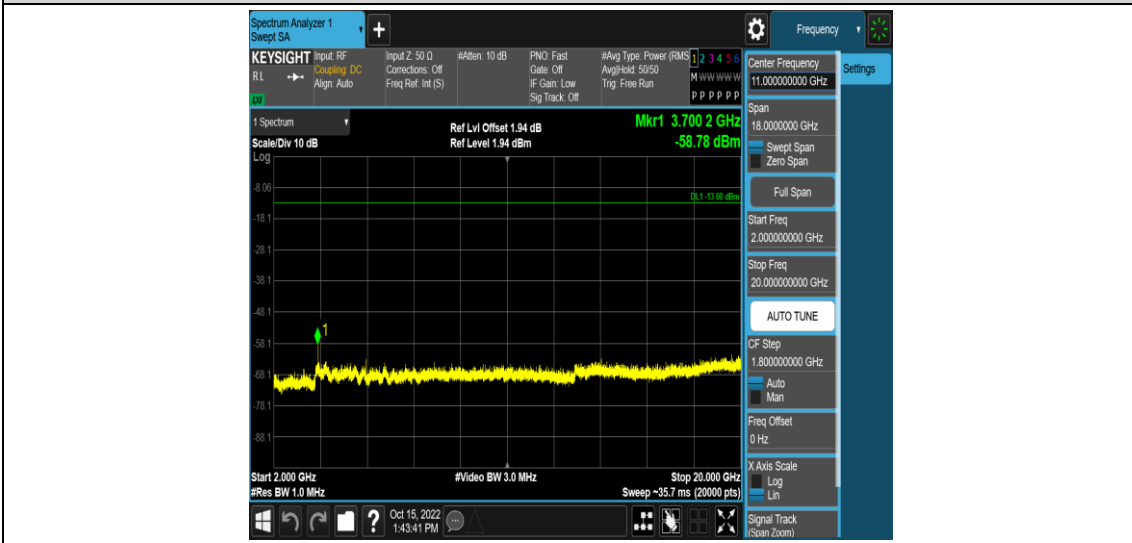 Spectrum Analyzer 1
Swept SA
+
Frequency
KEYSIGHT
Input: RF
Input Z: 50 Ω
#Atten: 10 dB
PNO: Fast
#Avg Type: Power (RMS
1 2 3 4 5 6
RL
Coupling: DC
Corrections: Off
Gate: Off
Avg|Hold: 50/50
M W W W W W
Align: Auto
Freq Ref: Int (S)
IF Gain: Low
Trig: Free Run
P P P P P P
Sig Track: Off
LXI
1 Spectrum
Ref Lvl Offset 1.94 dB
Mkr1 3.700 2 GHz
Scale/Div 10 dB
Ref Level 1.94 dBm
-58.78 dBm
Log
-8.06
DL1 -13.00 dBm
-18.1
-28.1
-38.1
-48.1
1
-58.1
-68.1
-78.1
-88.1
Start 2.000 GHz
#Video BW 3.0 MHz
Stop 20.000 GHz
#Res BW 1.0 MHz
Sweep ~35.7 ms (20000 pts)
?
Oct 15, 2022
1:43:41 PM
Center Frequency
11.000000000 GHz
Settings
Span
18.0000000 GHz
Swept Span
Zero Span
Full Span
Start Freq
2.000000000 GHz
Stop Freq
20.000000000 GHz
AUTO TUNE
CF Step
1.800000000 GHz
Auto
Man
Freq Offset
0 Hz
X Axis Scale
Log
Lin
Signal Track
(Span Zoom)